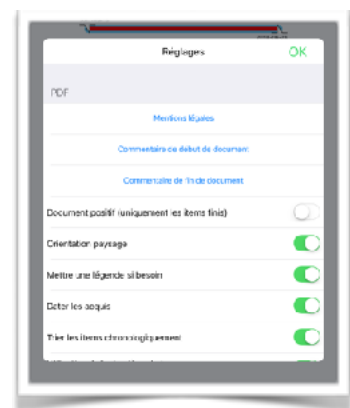 Réglages
OK
PDF
Mentions légales
Commentaire de début de document
Commentaire de fin de document
Document positif (uniquement les items finis)
Orientation paysage
Mettre une légende si besoin
Dater les acquis
Trier les items chronologiquement